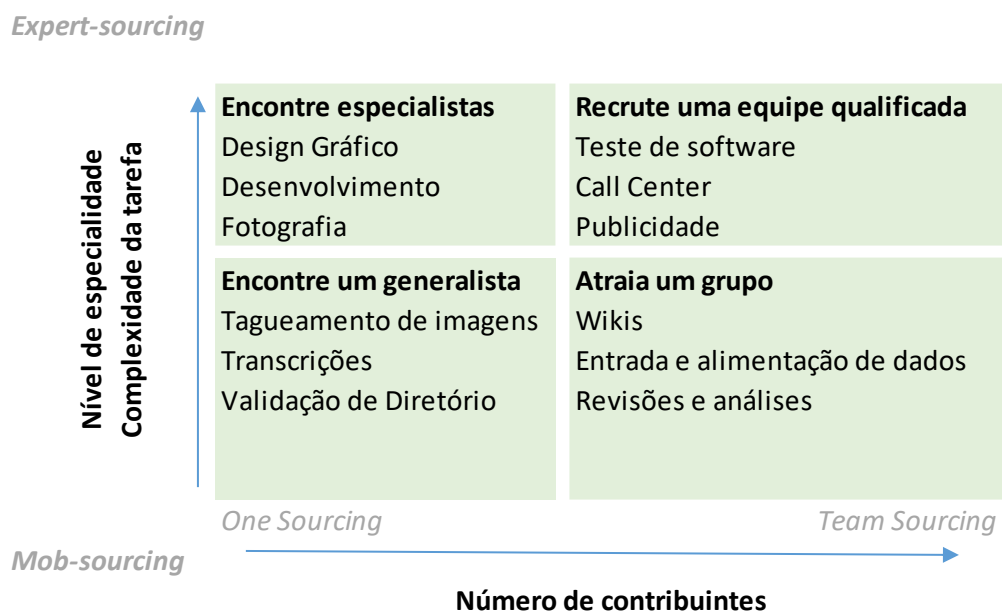 Expert-sourcing
Nível de especialidade
Complexidade da tarefa
Encontre especialistas
Design Gráfico
Desenvolvimento
Fotografia
Recrute uma equipe qualificada
Teste de software
Call Center
Publicidade
Encontre um generalista
Tagueamento de imagens
Transcrições
Validação de Diretório
Atraia um grupo
Wikis
Entrada e alimentação de dados
Revisões e análises
One Sourcing
Team Sourcing
Mob-sourcing
Número de contribuintes